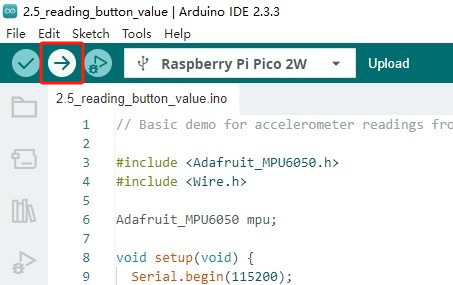 2.5_reading_button_value | Arduino IDE 2.3.3
File Edit Sketch Tools Help
Raspberry Pi Pico 2W Upload
2.5_reading_button_value.ino
1 // Basic demo for accelerometer readings fro
2
3 #include <Adafruit_MPU6050.h>
4 #include <Wire.h>
5
6 Adafruit_MPU6050 mpu;
7
8 void setup(void) {
9 Serial.begin(115200);